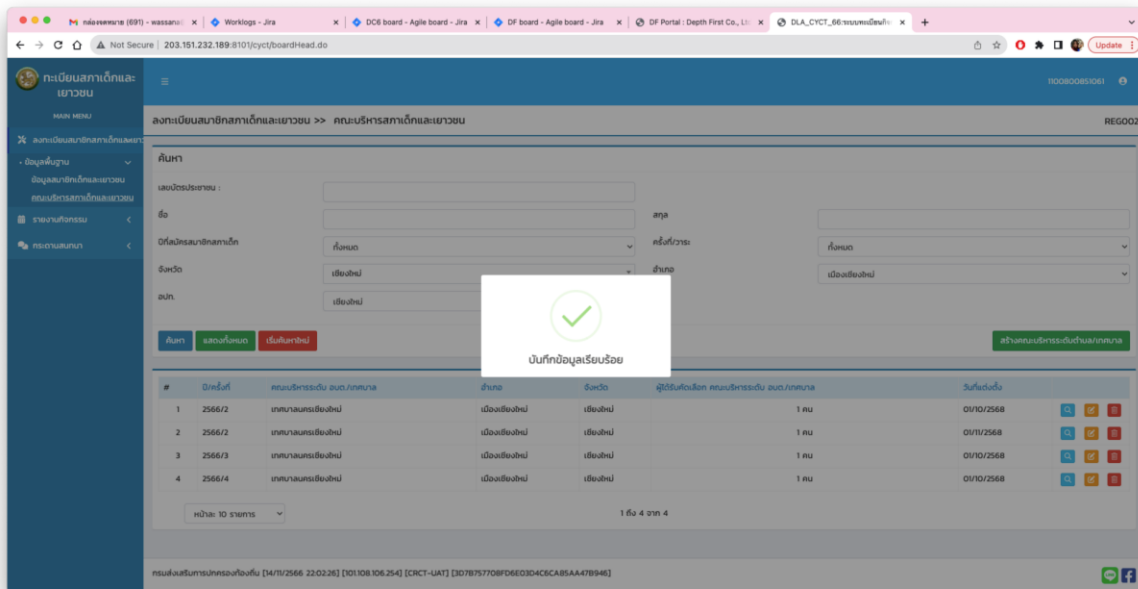 กล่องจดหมาย (691) - wassana
Worklogs - Jira
DC6 board - Agile board - Jira
DF board - Agile board - Jira
DF Portal : Depth First Co., Lt
DLA_CYCT_66:ระบบทะเบียน
Not Secure | 203.151.232.189:8101/cyct/boardHead.do
Update
ทะเบียนสภาเด็กและ
เยาวชน
1100800851061
MAIN MENU
ลงทะเบียนสมาชิกสภาเด็กและเยาวชน >> คณะบริหารสภาเด็กและเยาวชน
REG002
ลงทะเบียนสมาชิกสภาเด็กและเยาว
ข้อมูลพื้นฐาน
ข้อมูลสมาชิกเด็กและเยาวชน
คณะบริหารสภาเด็กและเยาวชน
รายงานกิจกรรม
กระดานสนทนา
ค้นหา
เลขบัตรประชาชน :
ชื่อ
สกุล
ปีที่สมัครสมาชิกสภาเด็ก
ทั้งหมด
ครั้งที่/วาระ
ทั้งหมด
จังหวัด
เชียงใหม่
อำเภอ
เมืองเชียงใหม่
อปท.
เชียงใหม่
บันทึกข้อมูลเรียบร้อย
ค้นหา
แสดงทั้งหมด
เริ่มค้นหาใหม่
สร้างคณะบริหารระดับตำบล/เทศบาล
# ปี/ครั้งที่ คณะบริหารระดับ อบต./เทศบาล อำเภอ จังหวัด ผู้ได้รับคัดเลือก คณะบริหารระดับ อบต./เทศบาล วันที่แต่งตั้ง
1 2566/2 เทศบาลนครเชียงใหม่ เมืองเชียงใหม่ เชียงใหม่ 1 คน 01/10/2568
2 2566/2 เทศบาลนครเชียงใหม่ เมืองเชียงใหม่ เชียงใหม่ 1 คน 01/11/2568
3 2566/3 เทศบาลนครเชียงใหม่ เมืองเชียงใหม่ เชียงใหม่ 1 คน 01/10/2568
4 2566/4 เทศบาลนครเชียงใหม่ เมืองเชียงใหม่ เชียงใหม่ 1 คน 01/10/2568
หน้าละ 10 รายการ
1 ถึง 4 จาก 4
กรมส่งเสริมการปกครองท้องถิ่น [14/11/2566 22:02:26] [101.108.106.254] [CRCT-UAT] [3D7B757708FD6E03D4C6CAB5AA47B946]